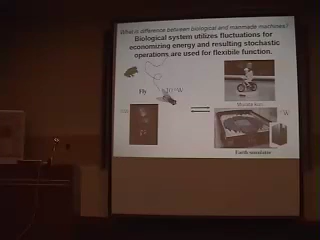 What is difference between biological and manmade machines?
Biological system utilizes fluctuations for
economizing energy and resulting stochastic
operations are used for flexible function.
Fly
W
W
Earth simulator